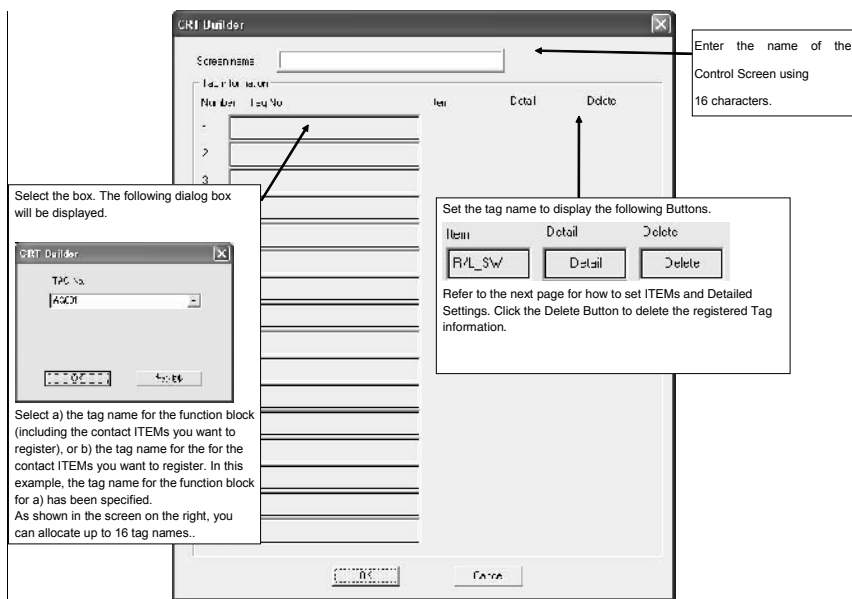 CRT Builder
Screen name
Enter the name of the
Control Screen using
16 characters.
Tag Information
Number Tag No. Item Detail Delete
1
2
3
Select the box. The following dialog box
will be displayed.
CRT Builder
TAG No.
OK
Select a) the tag name for the function block
(including the contact ITEMs you want to
register), or b) the tag name for the for the
contact ITEMs you want to register. In this
example, the tag name for the function block
for a) has been specified.
As shown in the screen on the right, you
can allocate up to 16 tag names..
Set the tag name to display the following Buttons.
Item Detail Delete
R/L_SW Detail Delete
Refer to the next page for how to set ITEMs and Detailed
Settings. Click the Delete Button to delete the registered Tag
information.
OK Cancel